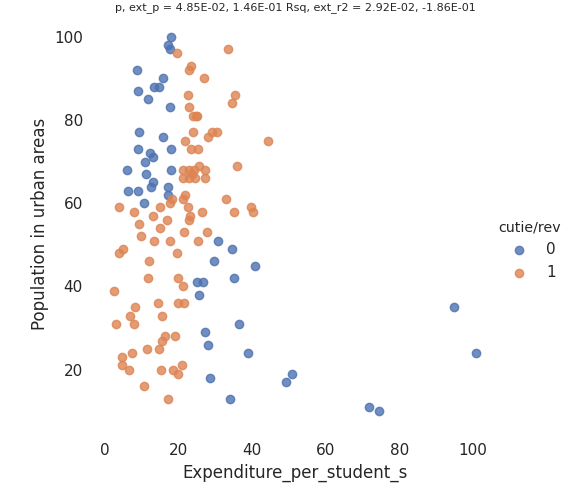 p, ext_p = 4.85E-02, 1.46E-01 Rsq, ext_r2 = 2.92E-02, -1.86E-01
100
80
60
40
20
Population in urban areas
0 20 40 60 80 100
Expenditure_per_student_s
cutie/rev
0
1